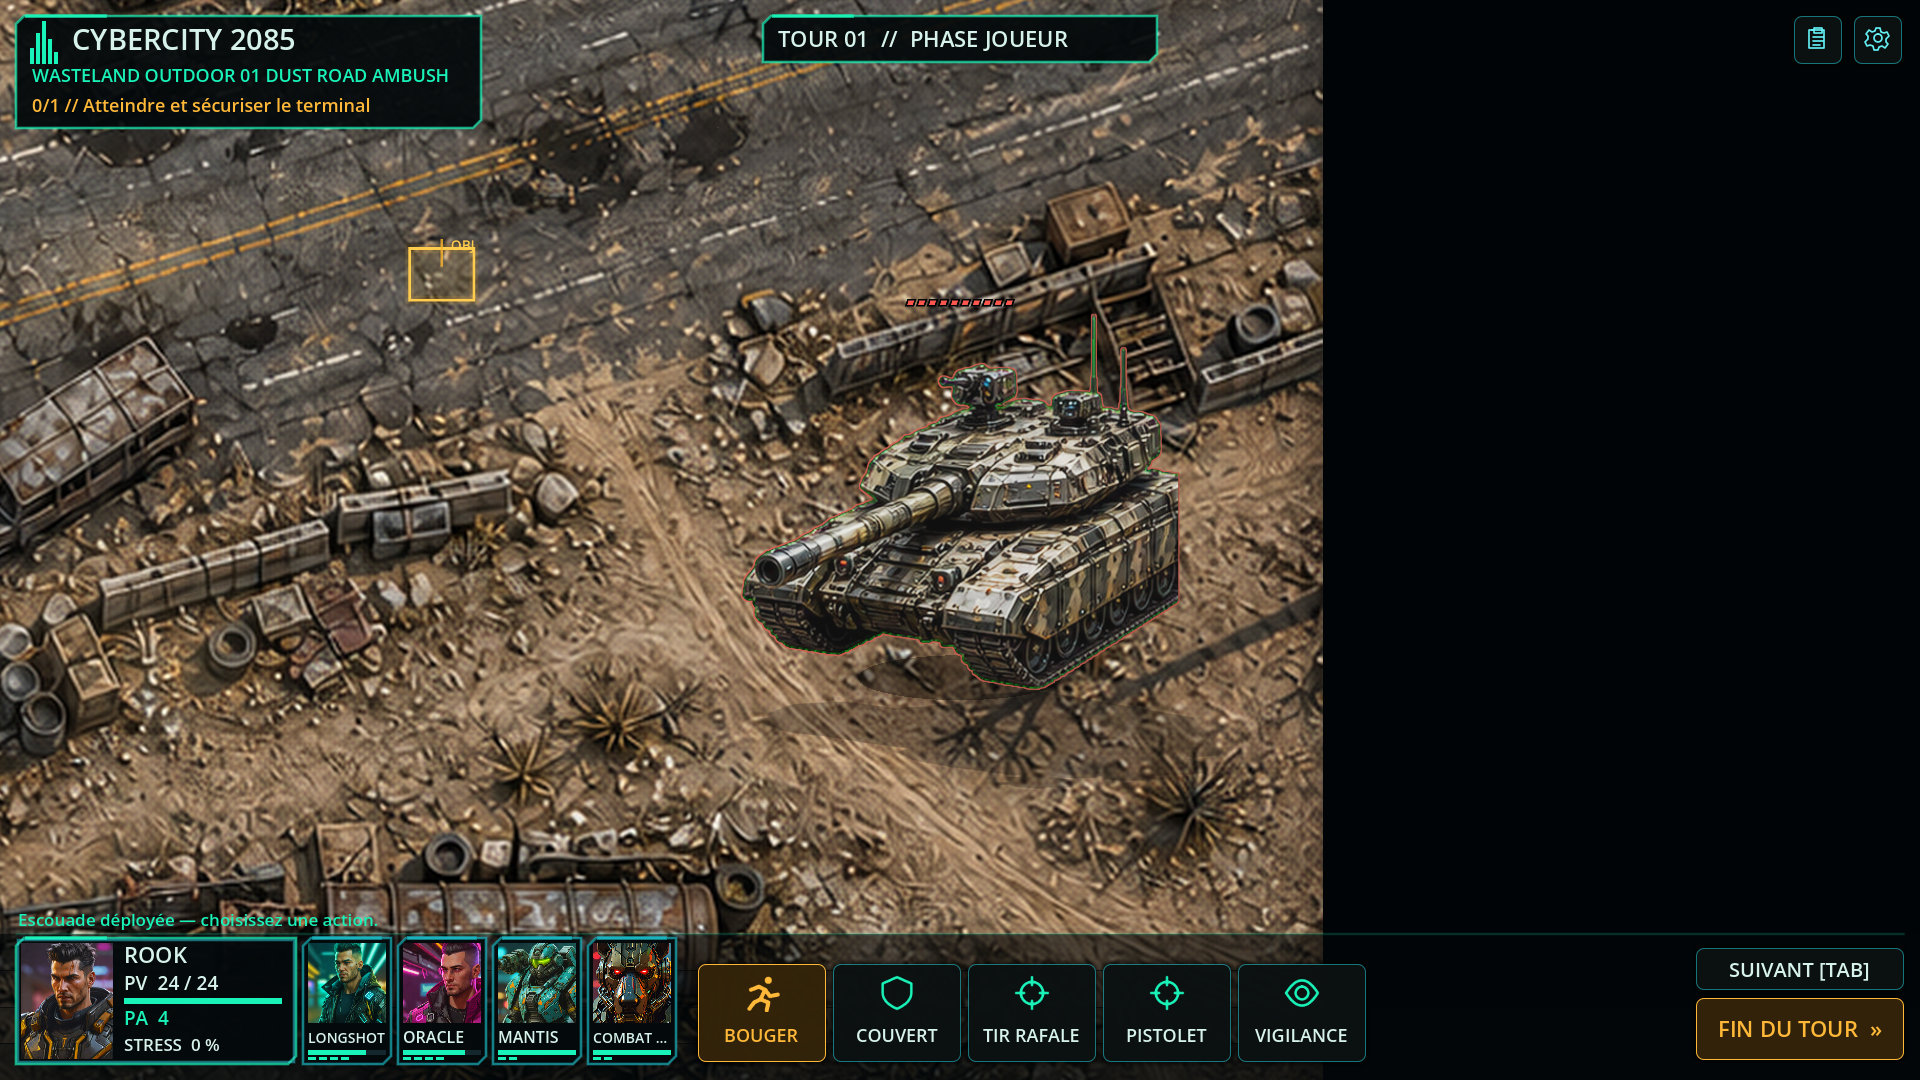 CYBERCITY 2085
WASTELAND OUTDOOR 01 DUST ROAD AMBUSH
0/1 // Atteindre et sécuriser le terminal
TOUR 01 // PHASE JOUEUR
OBJ
Escouade déployée — choisissez une action.
ROOK
PV 24 / 24
PA 4
STRESS 0 %
LONGSHOT
ORACLE
MANTIS
COMBAT ...
BOUGER
COUVERT
TIR RAFALE
PISTOLET
VIGILANCE
SUIVANT [TAB]
FIN DU TOUR »